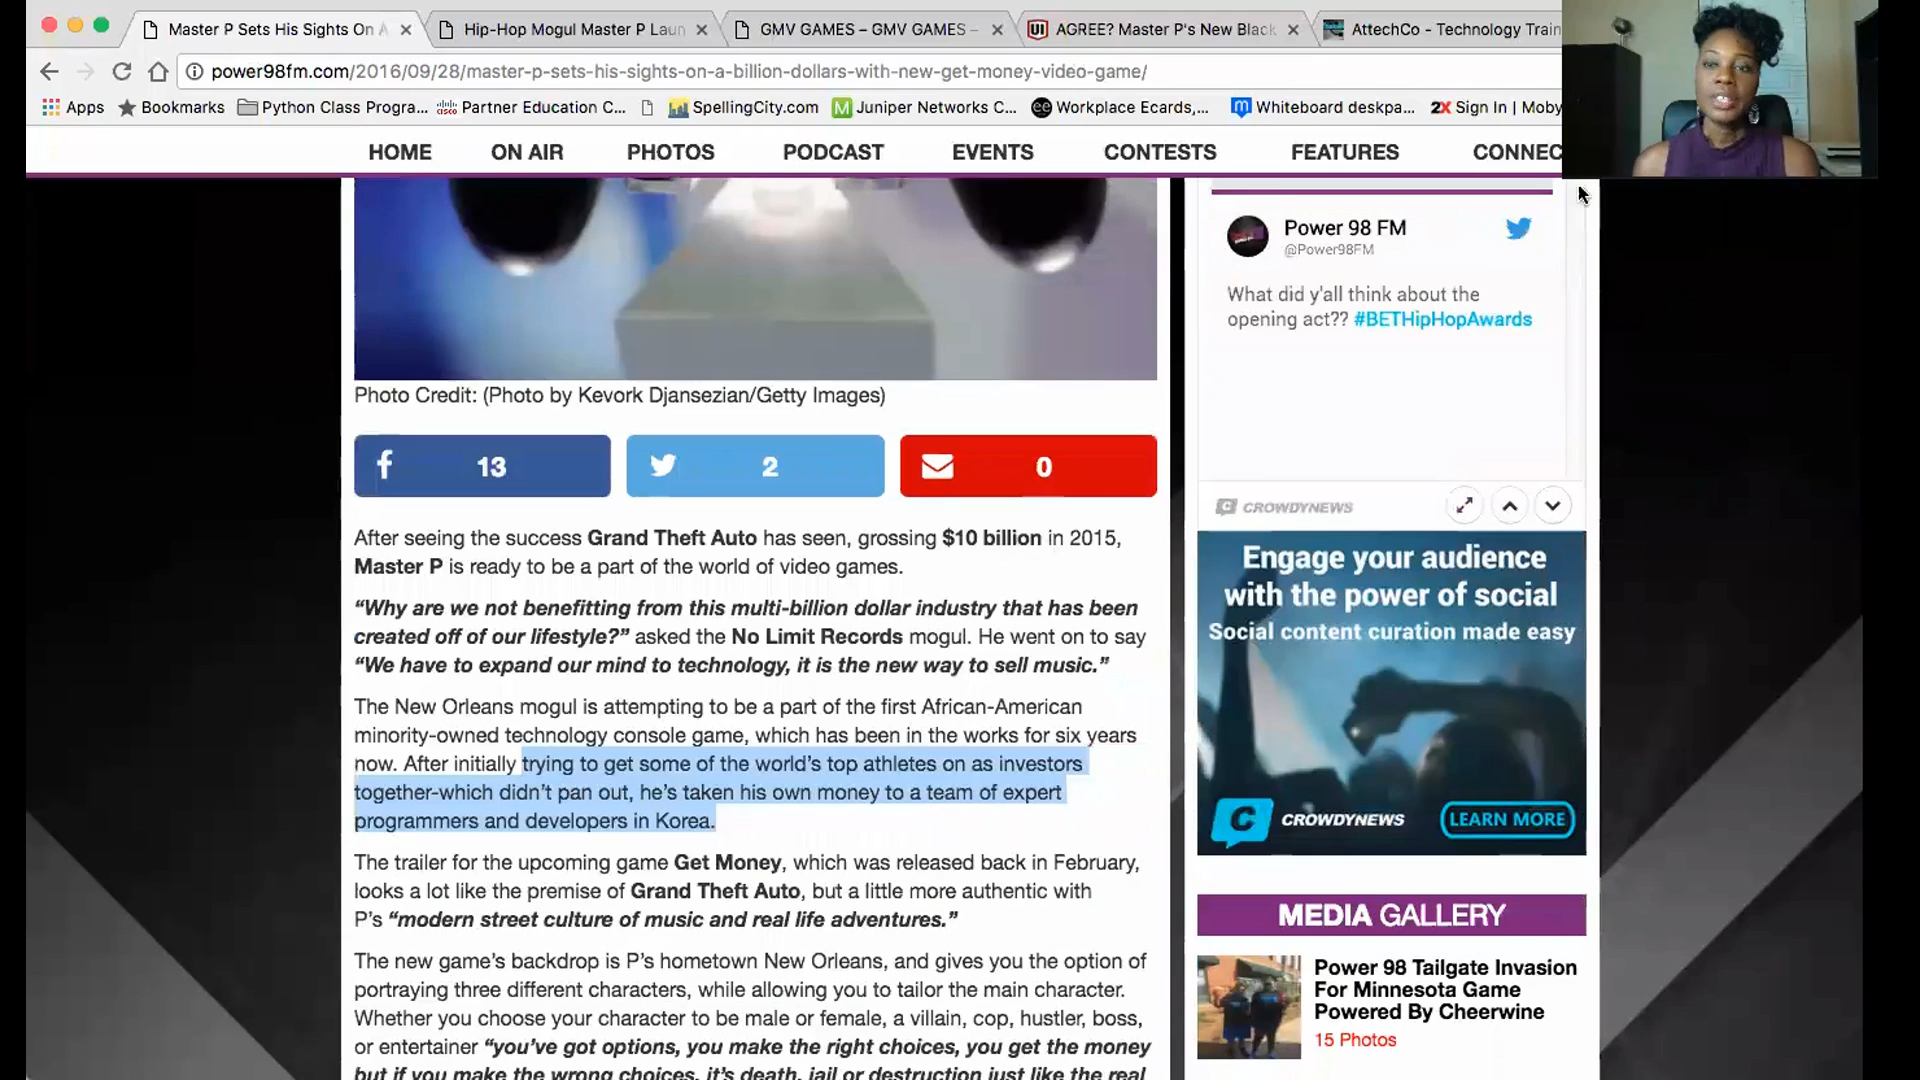 Master P Sets His Sights On A
Hip-Hop Mogul Master P Laun
GMV GAMES – GMV GAMES –
AGREE? Master P's New Black
AttechCo - Technology Train
power98fm.com/2016/09/28/master-p-sets-his-sights-on-a-billion-dollars-with-new-get-money-video-game/
Apps Bookmarks Python Class Progra... Partner Education C... SpellingCity.com Juniper Networks C... Workplace Ecards,... Whiteboard deskpa... 2X Sign In | Moby
HOME ON AIR PHOTOS PODCAST EVENTS CONTESTS FEATURES CONNEC
Photo Credit: (Photo by Kevork Djansezian/Getty Images)
13 2 0
After seeing the success Grand Theft Auto has seen, grossing $10 billion in 2015,
Master P is ready to be a part of the world of video games.
“Why are we not benefitting from this multi-billion dollar industry that has been
created off of our lifestyle?” asked the No Limit Records mogul. He went on to say
“We have to expand our mind to technology, it is the new way to sell music.”
The New Orleans mogul is attempting to be a part of the first African-American
minority-owned technology console game, which has been in the works for six years
now. After initially trying to get some of the world’s top athletes on as investors
together-which didn’t pan out, he’s taken his own money to a team of expert
programmers and developers in Korea.
The trailer for the upcoming game Get Money, which was released back in February,
looks a lot like the premise of Grand Theft Auto, but a little more authentic with
P’s “modern street culture of music and real life adventures.”
The new game’s backdrop is P’s hometown New Orleans, and gives you the option of
portraying three different characters, while allowing you to tailor the main character.
Whether you choose your character to be male or female, a villain, cop, hustler, boss,
or entertainer “you’ve got options, you make the right choices, you get the money
but if you make the wrong choices, it’s death, jail or destruction just like the real
Power 98 FM
@Power98FM
What did y'all think about the
opening act?? #BETHipHopAwards
CROWDYNEWS
Engage your audience
with the power of social
Social content curation made easy
CROWDYNEWS LEARN MORE
MEDIA GALLERY
Power 98 Tailgate Invasion
For Minnesota Game
Powered By Cheerwine
15 Photos